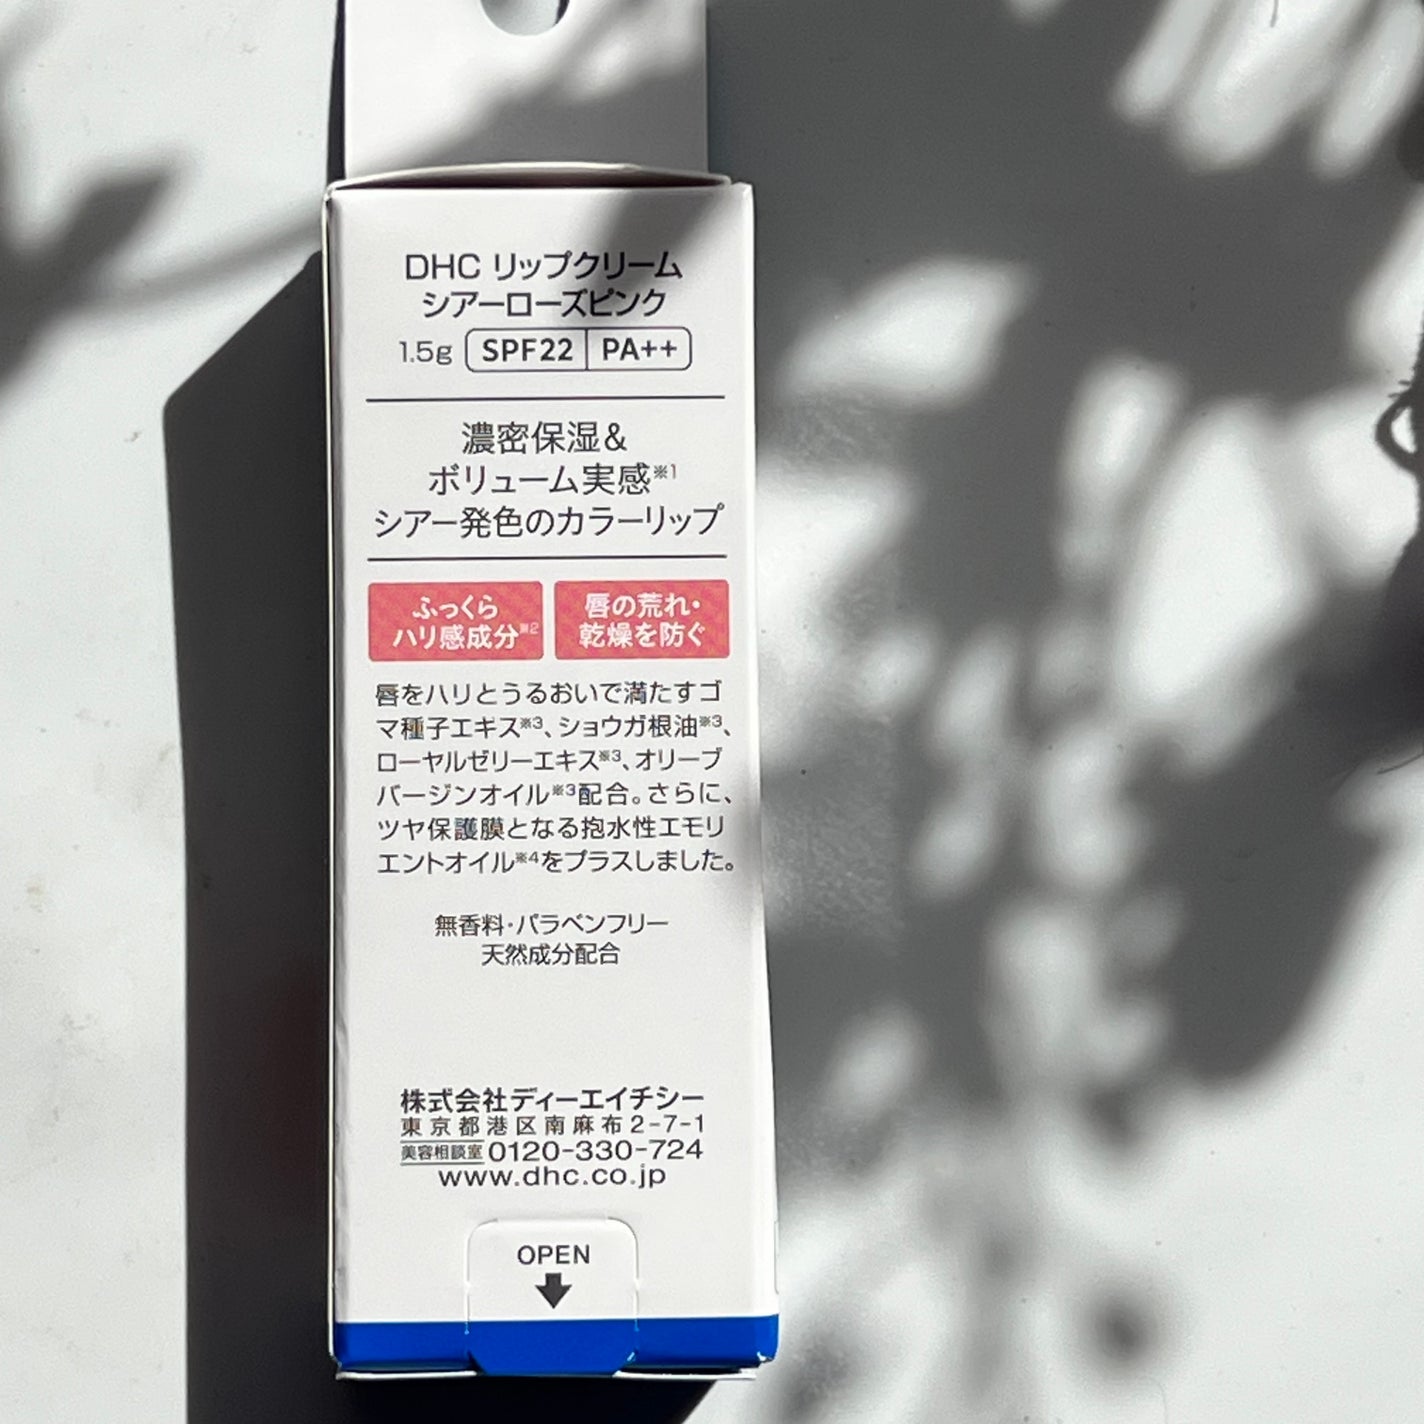 DHC リップクリーム
シアーローズピンク
1.5g SPF22 PA++
濃密保湿&
ボリューム実感※1
シアー発色のカラーリップ
ふっくら
ハリ感成分※2
唇の荒れ・
乾燥を防ぐ
唇をハリとうるおいで満たすゴ
マ種子エキス※3、ショウガ根油※3、
ローヤルゼリーエキス※3、オリーブ
バージンオイル※3配合。さらに、
ツヤ保護膜となる抱水性エモリ
エントオイル※4をプラスしました。
無香料・パラベンフリー
天然成分配合
株式会社ディーエイチシー
東京都港区南麻布2-7-1
美容相談室 0120-330-724
www.dhc.co.jp
OPEN